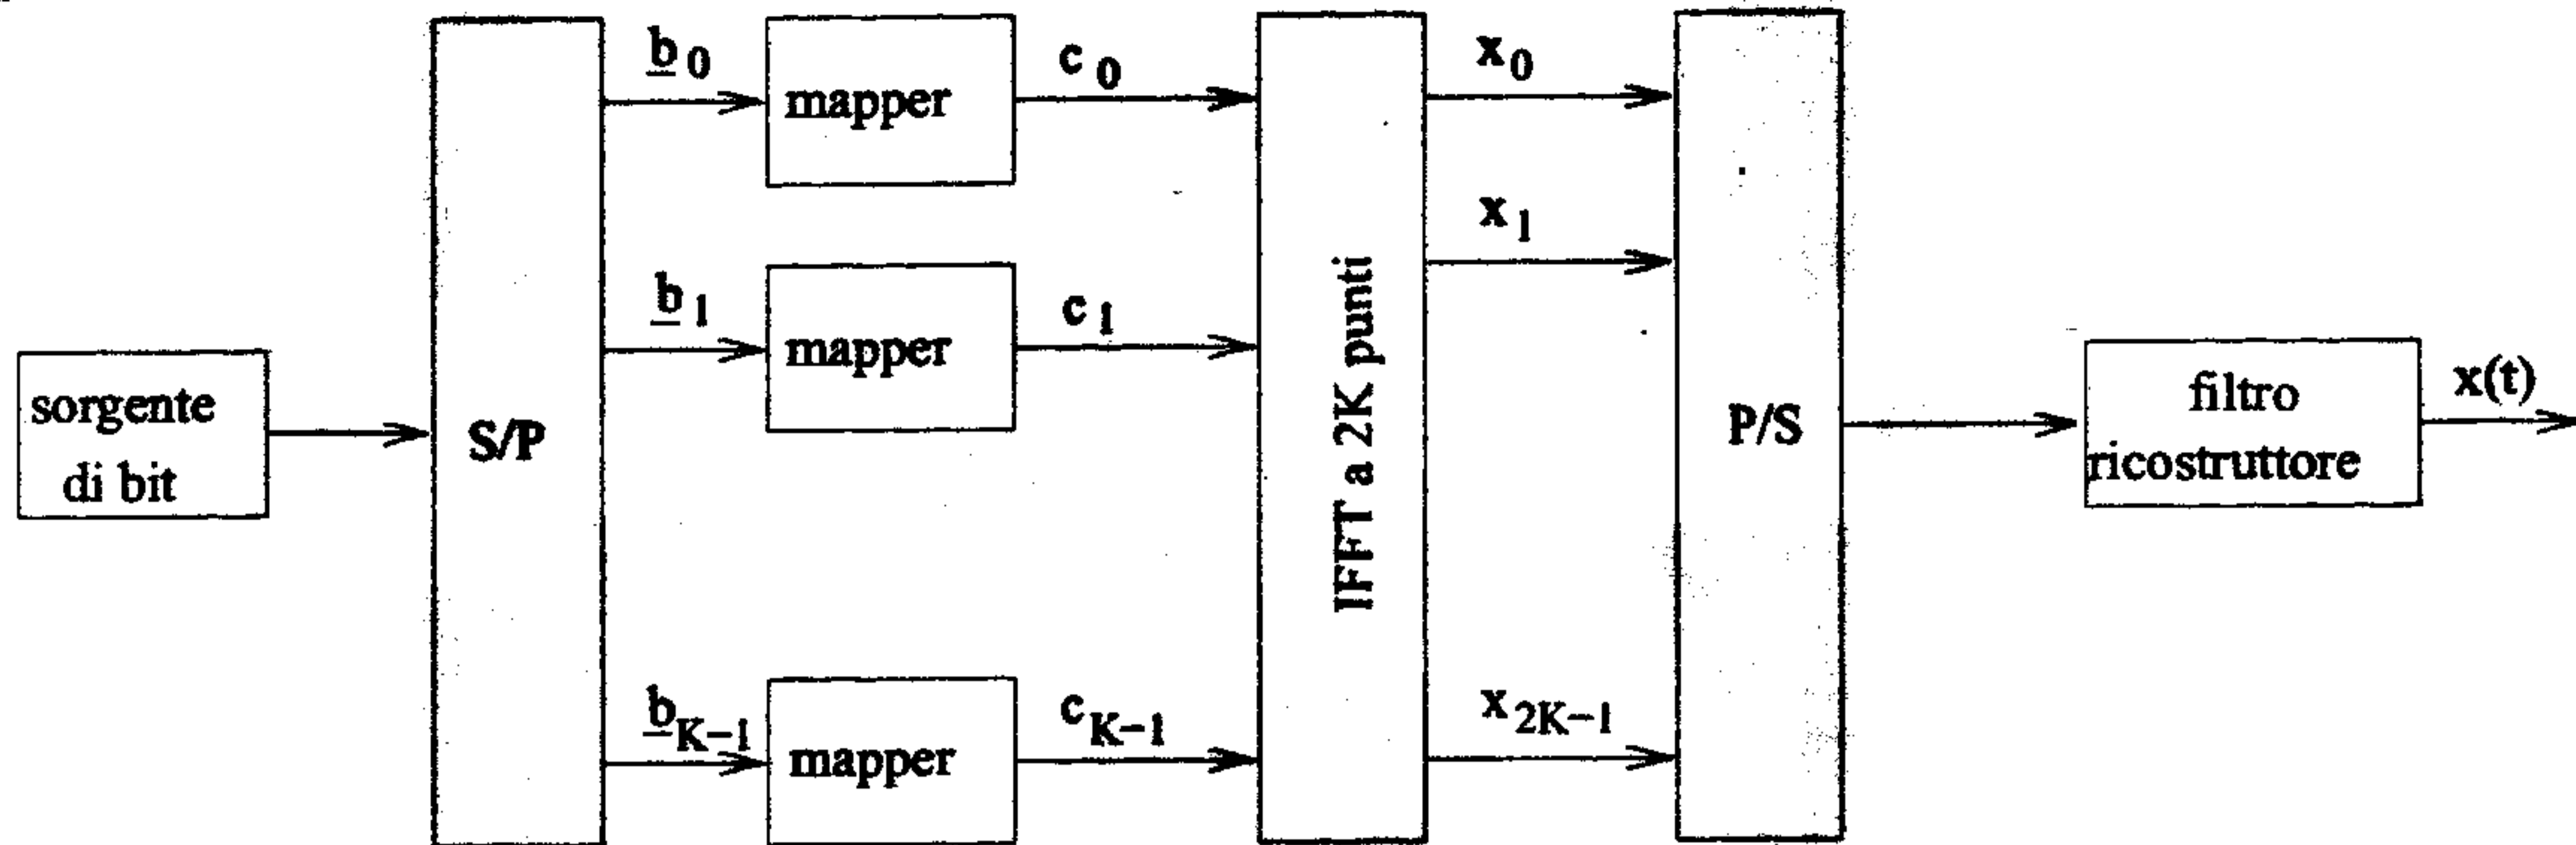 sorgente
di bit
S/P
b0
mapper
c0
b1
mapper
c1
bK-1
mapper
cK-1
IFFT a 2K punti
x0
x1
x2K-1
P/S
filtro
ricostruttore
x(t)